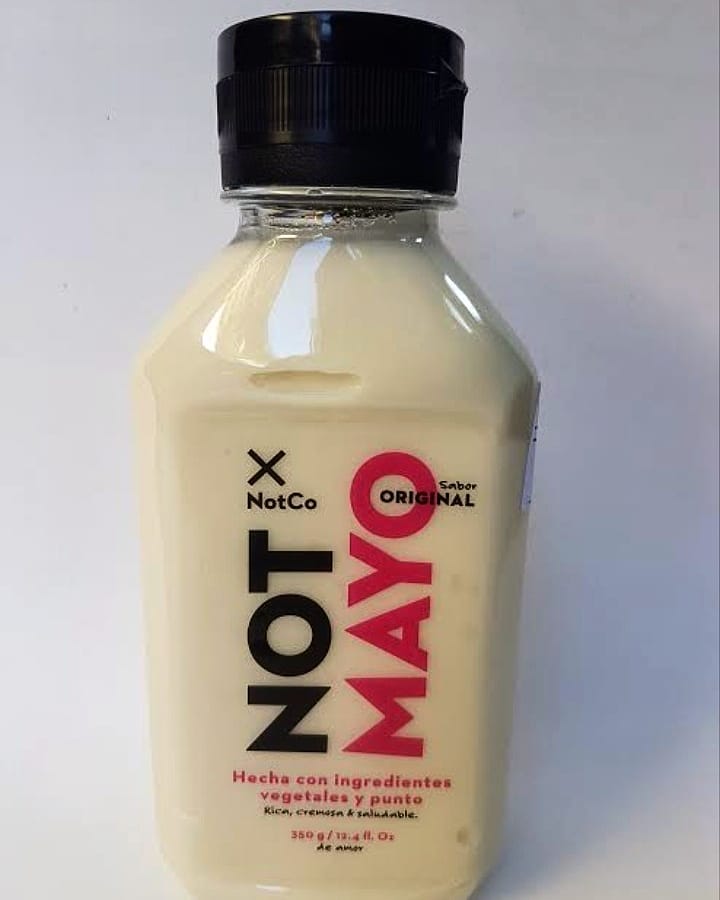 NotCo
Sabor
ORIGINAL
NOT
MAYO
Hecha con ingredientes
vegetales y punto
Rica, cremosa & saludable.
350 g / 12.4 fl. Oz
de amor